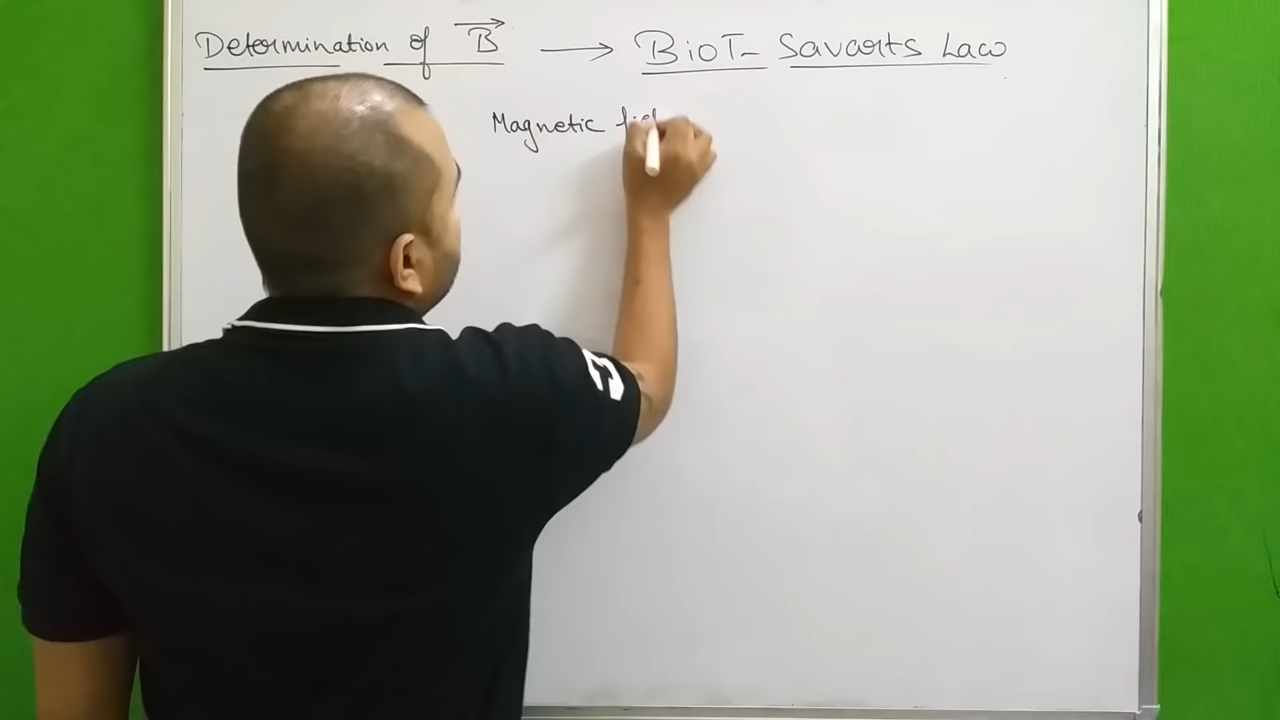 Determination of B → BioT- Savarts Law
Magnetic fiel